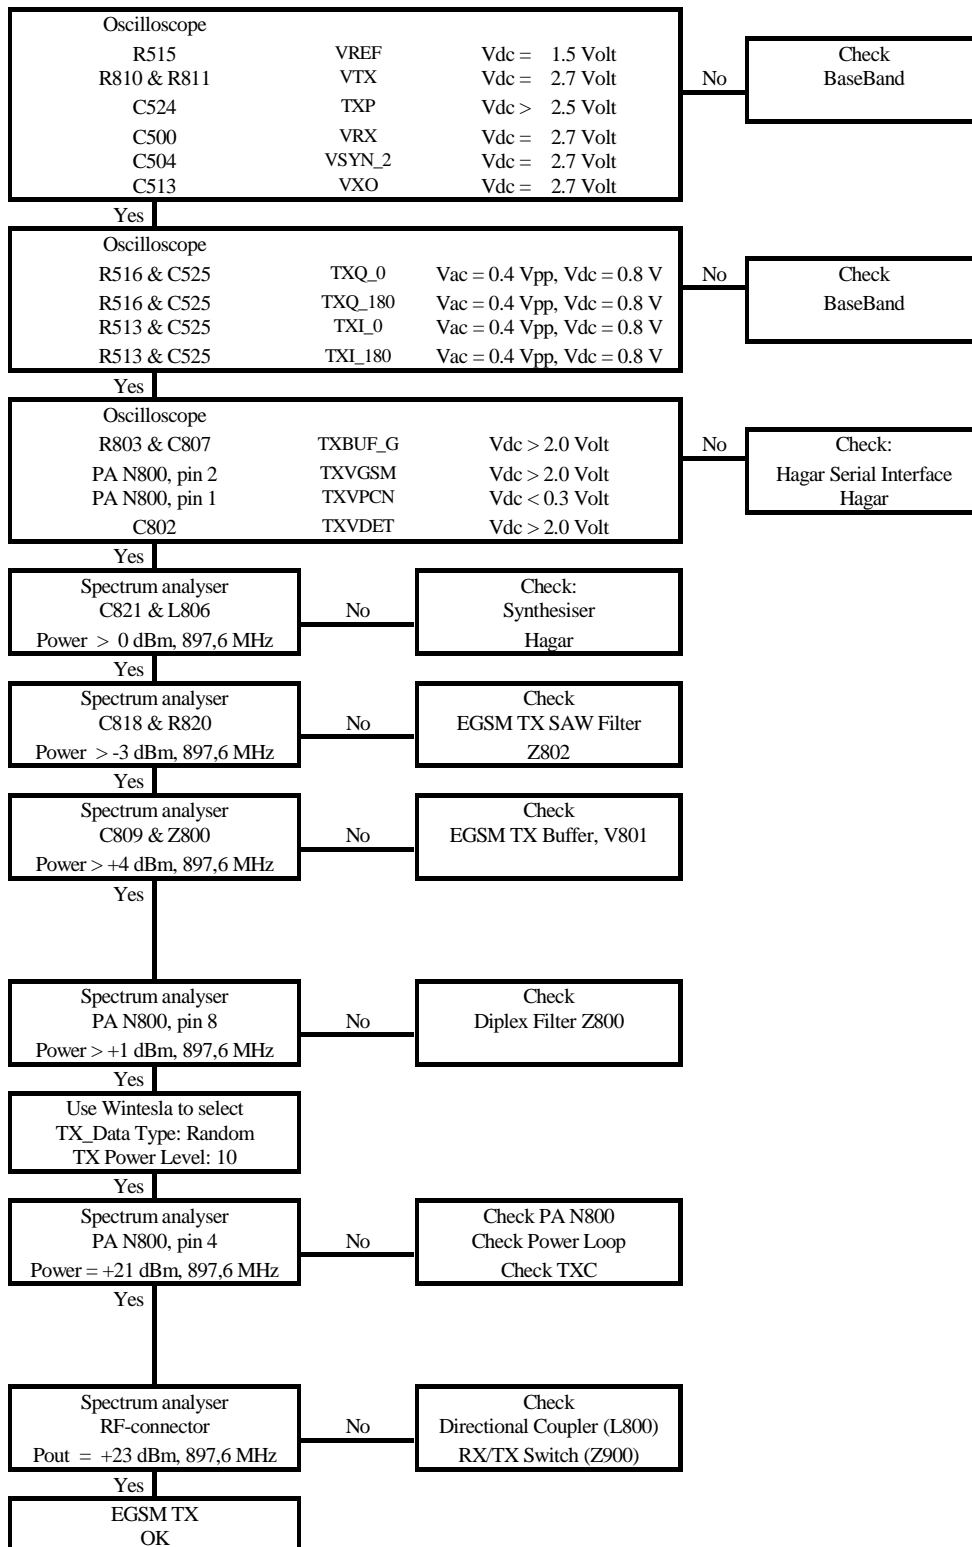 Oscilloscope
R515 VREF Vdc = 1.5 Volt
R810 & R811 VTX Vdc = 2.7 Volt
C524 TXP Vdc > 2.5 Volt
C500 VRX Vdc = 2.7 Volt
C504 VSYN_2 Vdc = 2.7 Volt
C513 VXO Vdc = 2.7 Volt
No
Check
BaseBand
Yes
Oscilloscope
R516 & C525 TXQ_0 Vac = 0.4 Vpp, Vdc = 0.8 V
R516 & C525 TXQ_180 Vac = 0.4 Vpp, Vdc = 0.8 V
R513 & C525 TXI_0 Vac = 0.4 Vpp, Vdc = 0.8 V
R513 & C525 TXI_180 Vac = 0.4 Vpp, Vdc = 0.8 V
No
Check
BaseBand
Yes
Oscilloscope
R803 & C807 TXBUF_G Vdc > 2.0 Volt
PA N800, pin 2 TXVGSM Vdc > 2.0 Volt
PA N800, pin 1 TXVPCN Vdc < 0.3 Volt
C802 TXVDET Vdc > 2.0 Volt
No
Check:
Hagar Serial Interface
Hagar
Yes
Spectrum analyser
C821 & L806
Power > 0 dBm, 897,6 MHz
No
Check:
Synthesiser
Hagar
Yes
Spectrum analyser
C818 & R820
Power > -3 dBm, 897,6 MHz
No
Check
EGSM TX SAW Filter
Z802
Yes
Spectrum analyser
C809 & Z800
Power > +4 dBm, 897,6 MHz
No
Check
EGSM TX Buffer, V801
Yes
Spectrum analyser
PA N800, pin 8
Power > +1 dBm, 897,6 MHz
No
Check
Diplex Filter Z800
Yes
Use Wintesla to select
TX_Data Type: Random
TX Power Level: 10
Yes
Spectrum analyser
PA N800, pin 4
Power = +21 dBm, 897,6 MHz
No
Check PA N800
Check Power Loop
Check TXC
Yes
Spectrum analyser
RF-connector
Pout = +23 dBm, 897,6 MHz
No
Check
Directional Coupler (L800)
RX/TX Switch (Z900)
Yes
EGSM TX
OK